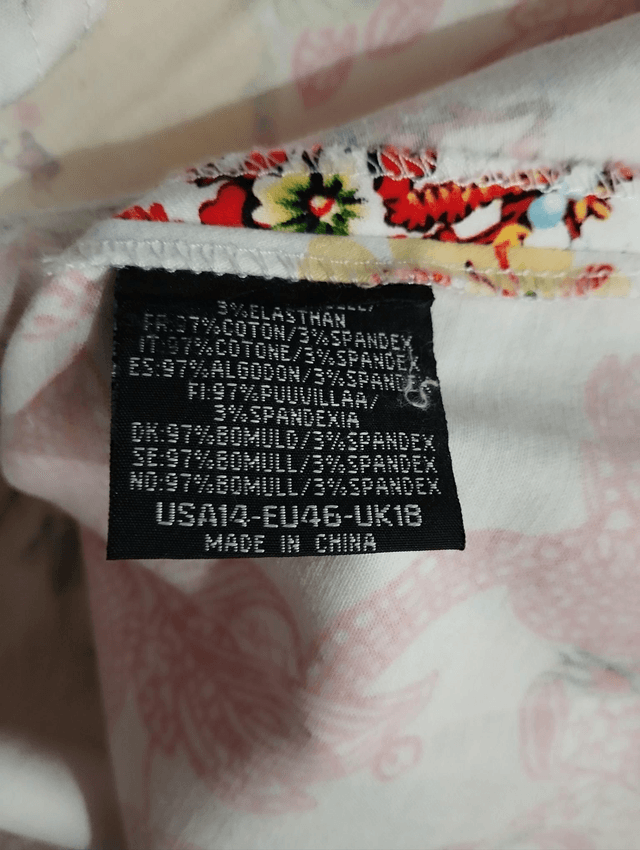 3%ELASTHAN
FR:97%COTON/3%SPANDEX
IT:97%COTONE/3%SPANDEX
ES:97%ALGODON/3%SPANDEX
FI:97%PUUVILLAA/
3%SPANDEXIA
DK:97%BOMULD/3%SPANDEX
SE:97%BOMULL/3%SPANDEX
NO:97%BOMULL/3%SPANDEX
USA14-EU46-UK18
MADE IN CHINA